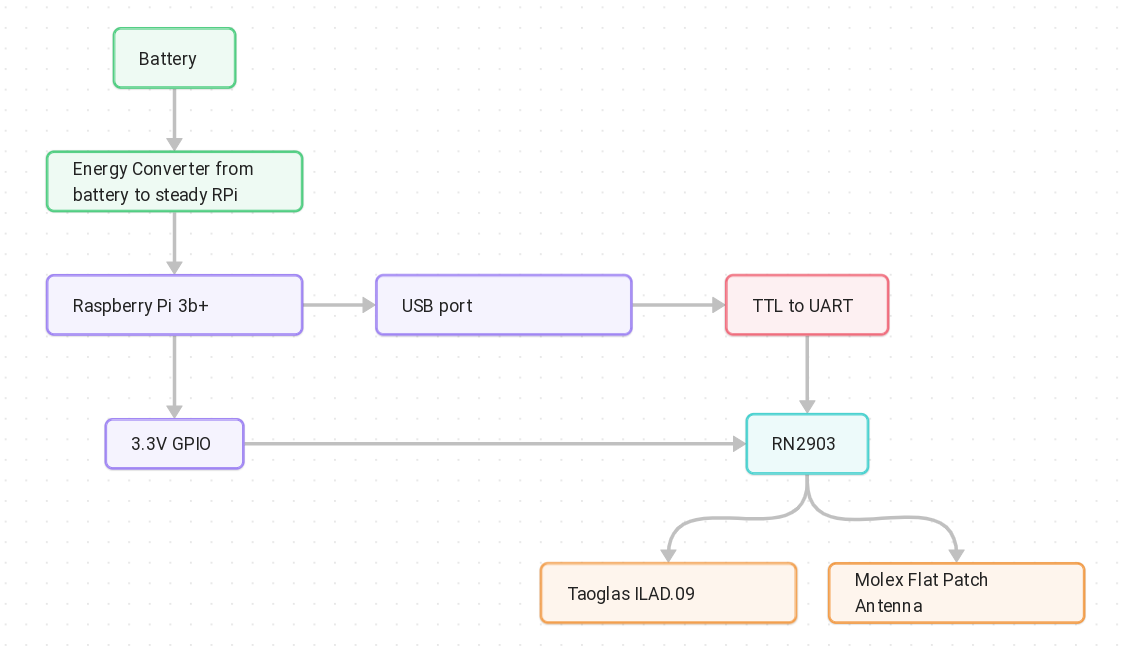 Battery
Energy Converter from
battery to steady RPi
Raspberry Pi 3b+
USB port
TTL to UART
3.3V GPIO
RN2903
Taoglas ILAD.09
Molex Flat Patch
Antenna